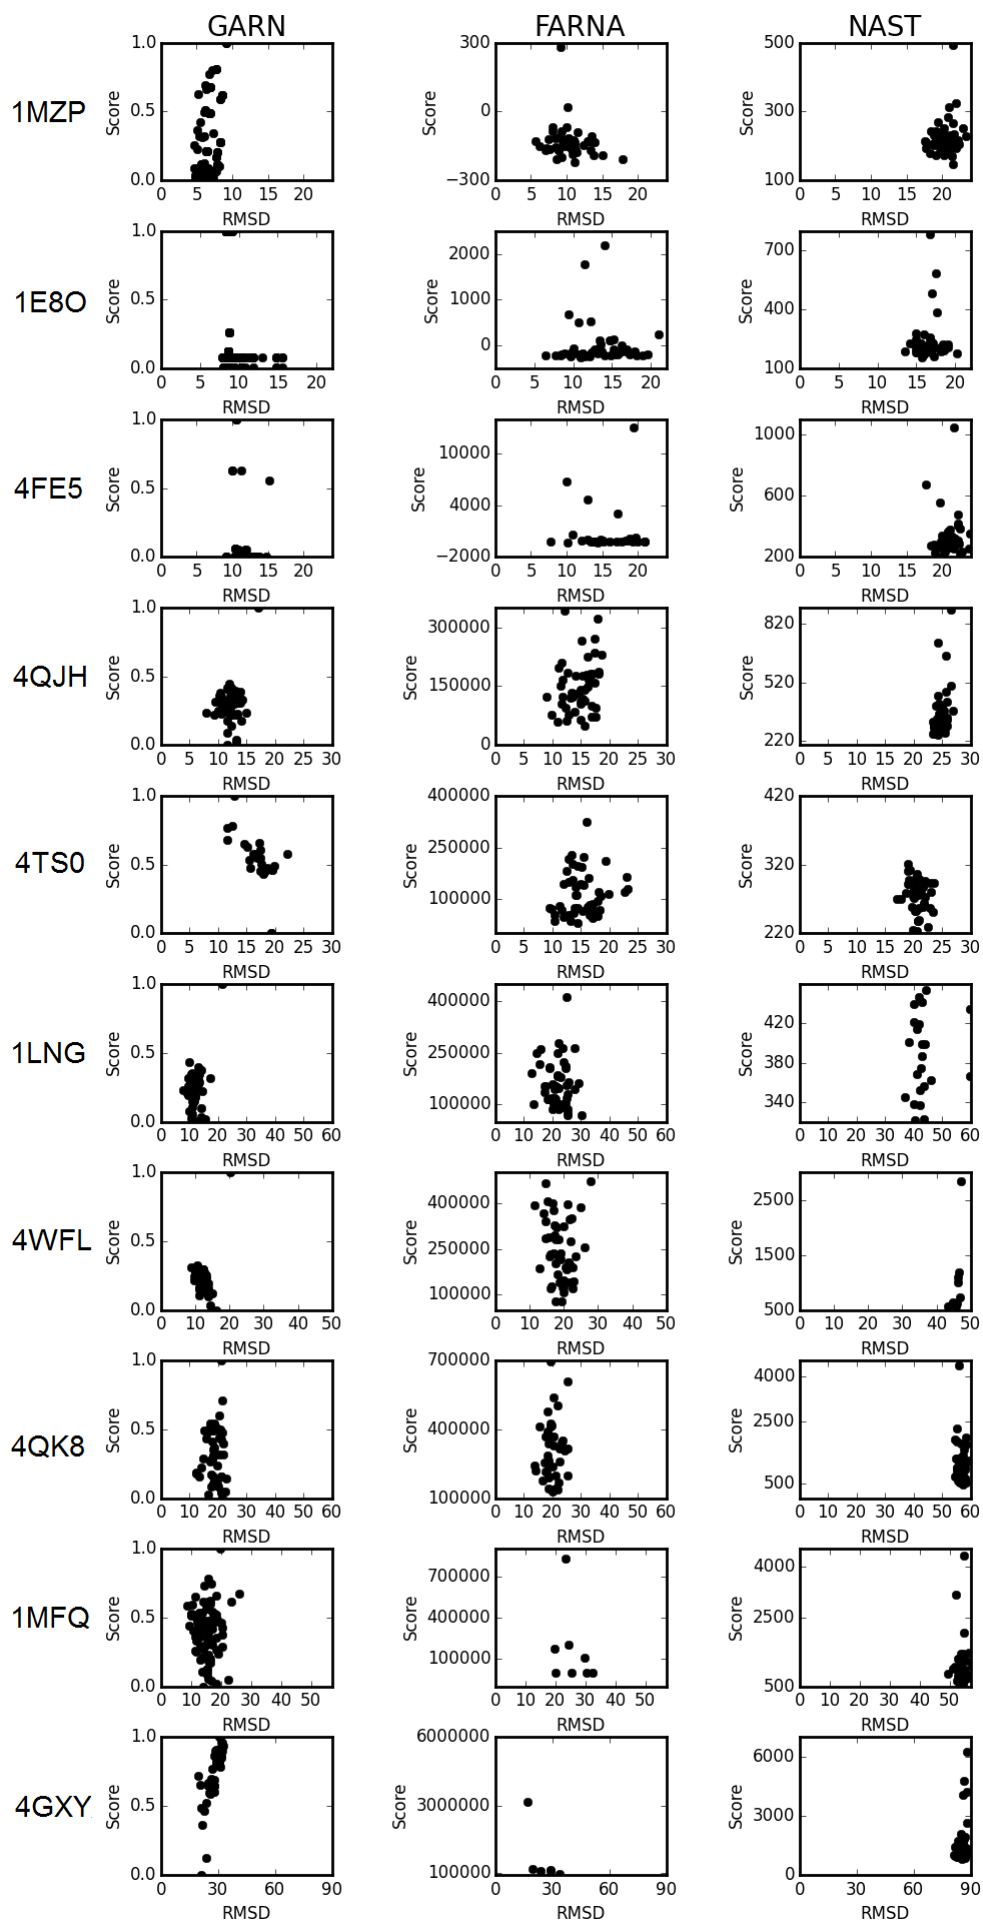 GARN FARNA NAST
1MZP
Score 1.0 0.5 0.0 0 5 10 15 20 RMSD
Score 300 0 −300 0 5 10 15 20 RMSD
Score 500 300 100 0 5 10 15 20 RMSD
1E8O
Score 1.0 0.5 0.0 0 5 10 15 20 RMSD
Score 2000 1000 0 0 5 10 15 20 RMSD
Score 700 400 100 0 5 10 15 20 RMSD
4FE5
Score 1.0 0.5 0.0 0 5 10 15 20 RMSD
Score 10000 4000 −2000 0 5 10 15 20 RMSD
Score 1000 600 200 0 5 10 15 20 RMSD
4QJH
Score 1.0 0.5 0.0 0 5 10 15 20 25 30 RMSD
Score 300000 150000 0 0 5 10 15 20 25 30 RMSD
Score 820 520 220 0 5 10 15 20 25 30 RMSD
4TS0
Score 1.0 0.5 0.0 0 5 10 15 20 25 30 RMSD
Score 400000 250000 100000 0 5 10 15 20 25 30 RMSD
Score 420 320 220 0 5 10 15 20 25 30 RMSD
1LNG
Score 1.0 0.5 0.0 0 10 20 30 40 50 60 RMSD
Score 400000 250000 100000 0 10 20 30 40 50 60 RMSD
Score 420 380 340 0 10 20 30 40 50 60 RMSD
4WFL
Score 1.0 0.5 0.0 0 10 20 30 40 50 RMSD
Score 400000 250000 100000 0 10 20 30 40 50 RMSD
Score 2500 1500 500 0 10 20 30 40 50 RMSD
4QK8
Score 1.0 0.5 0.0 0 10 20 30 40 50 60 RMSD
Score 700000 400000 100000 0 10 20 30 40 50 60 RMSD
Score 4000 2500 500 0 10 20 30 40 50 60 RMSD
1MFQ
Score 1.0 0.5 0.0 0 10 20 30 40 50 RMSD
Score 700000 400000 100000 0 10 20 30 40 50 RMSD
Score 4000 2500 500 0 10 20 30 40 50 RMSD
4GXY
Score 1.0 0.5 0.0 0 30 60 90 RMSD
Score 6000000 3000000 100000 0 30 60 90 RMSD
Score 6000 3000 0 0 30 60 90 RMSD